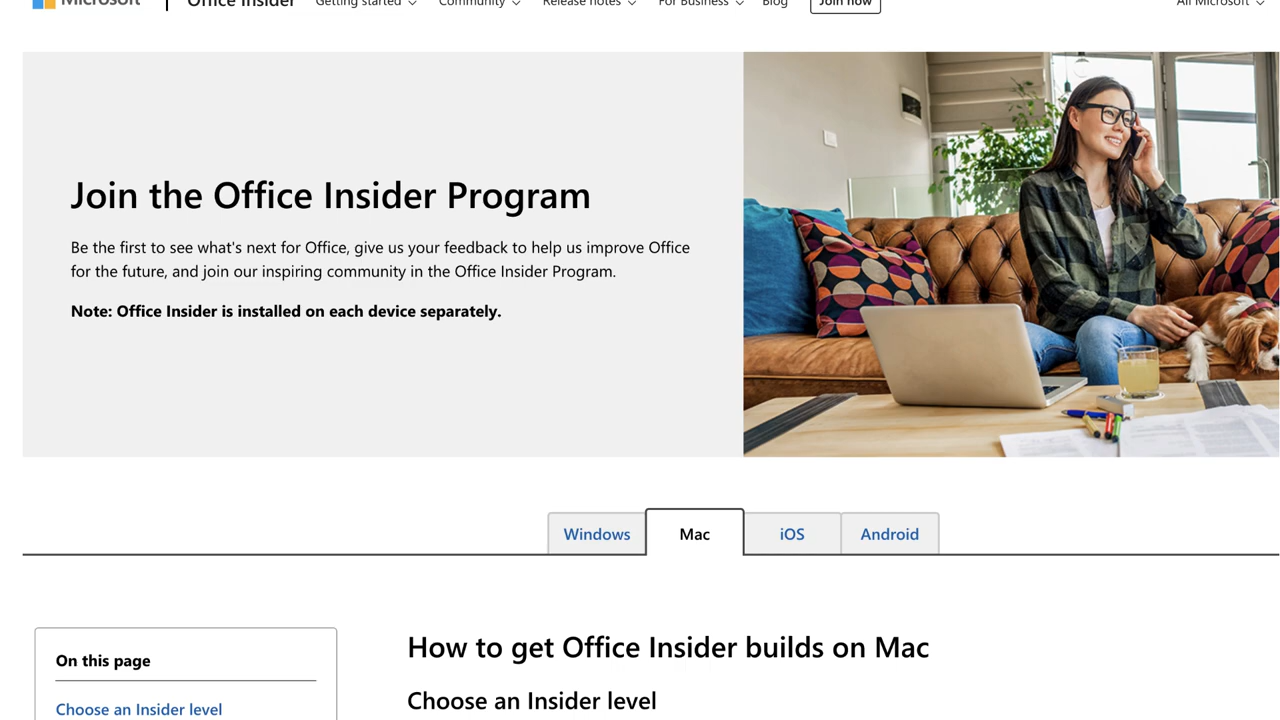 Microsoft Office Insider Getting started Community Release notes For Business Blog Join now All Microsoft
Join the Office Insider Program
Be the first to see what's next for Office, give us your feedback to help us improve Office
for the future, and join our inspiring community in the Office Insider Program.
Note: Office Insider is installed on each device separately.
Windows Mac iOS Android
On this page
Choose an Insider level
How to get Office Insider builds on Mac
Choose an Insider level